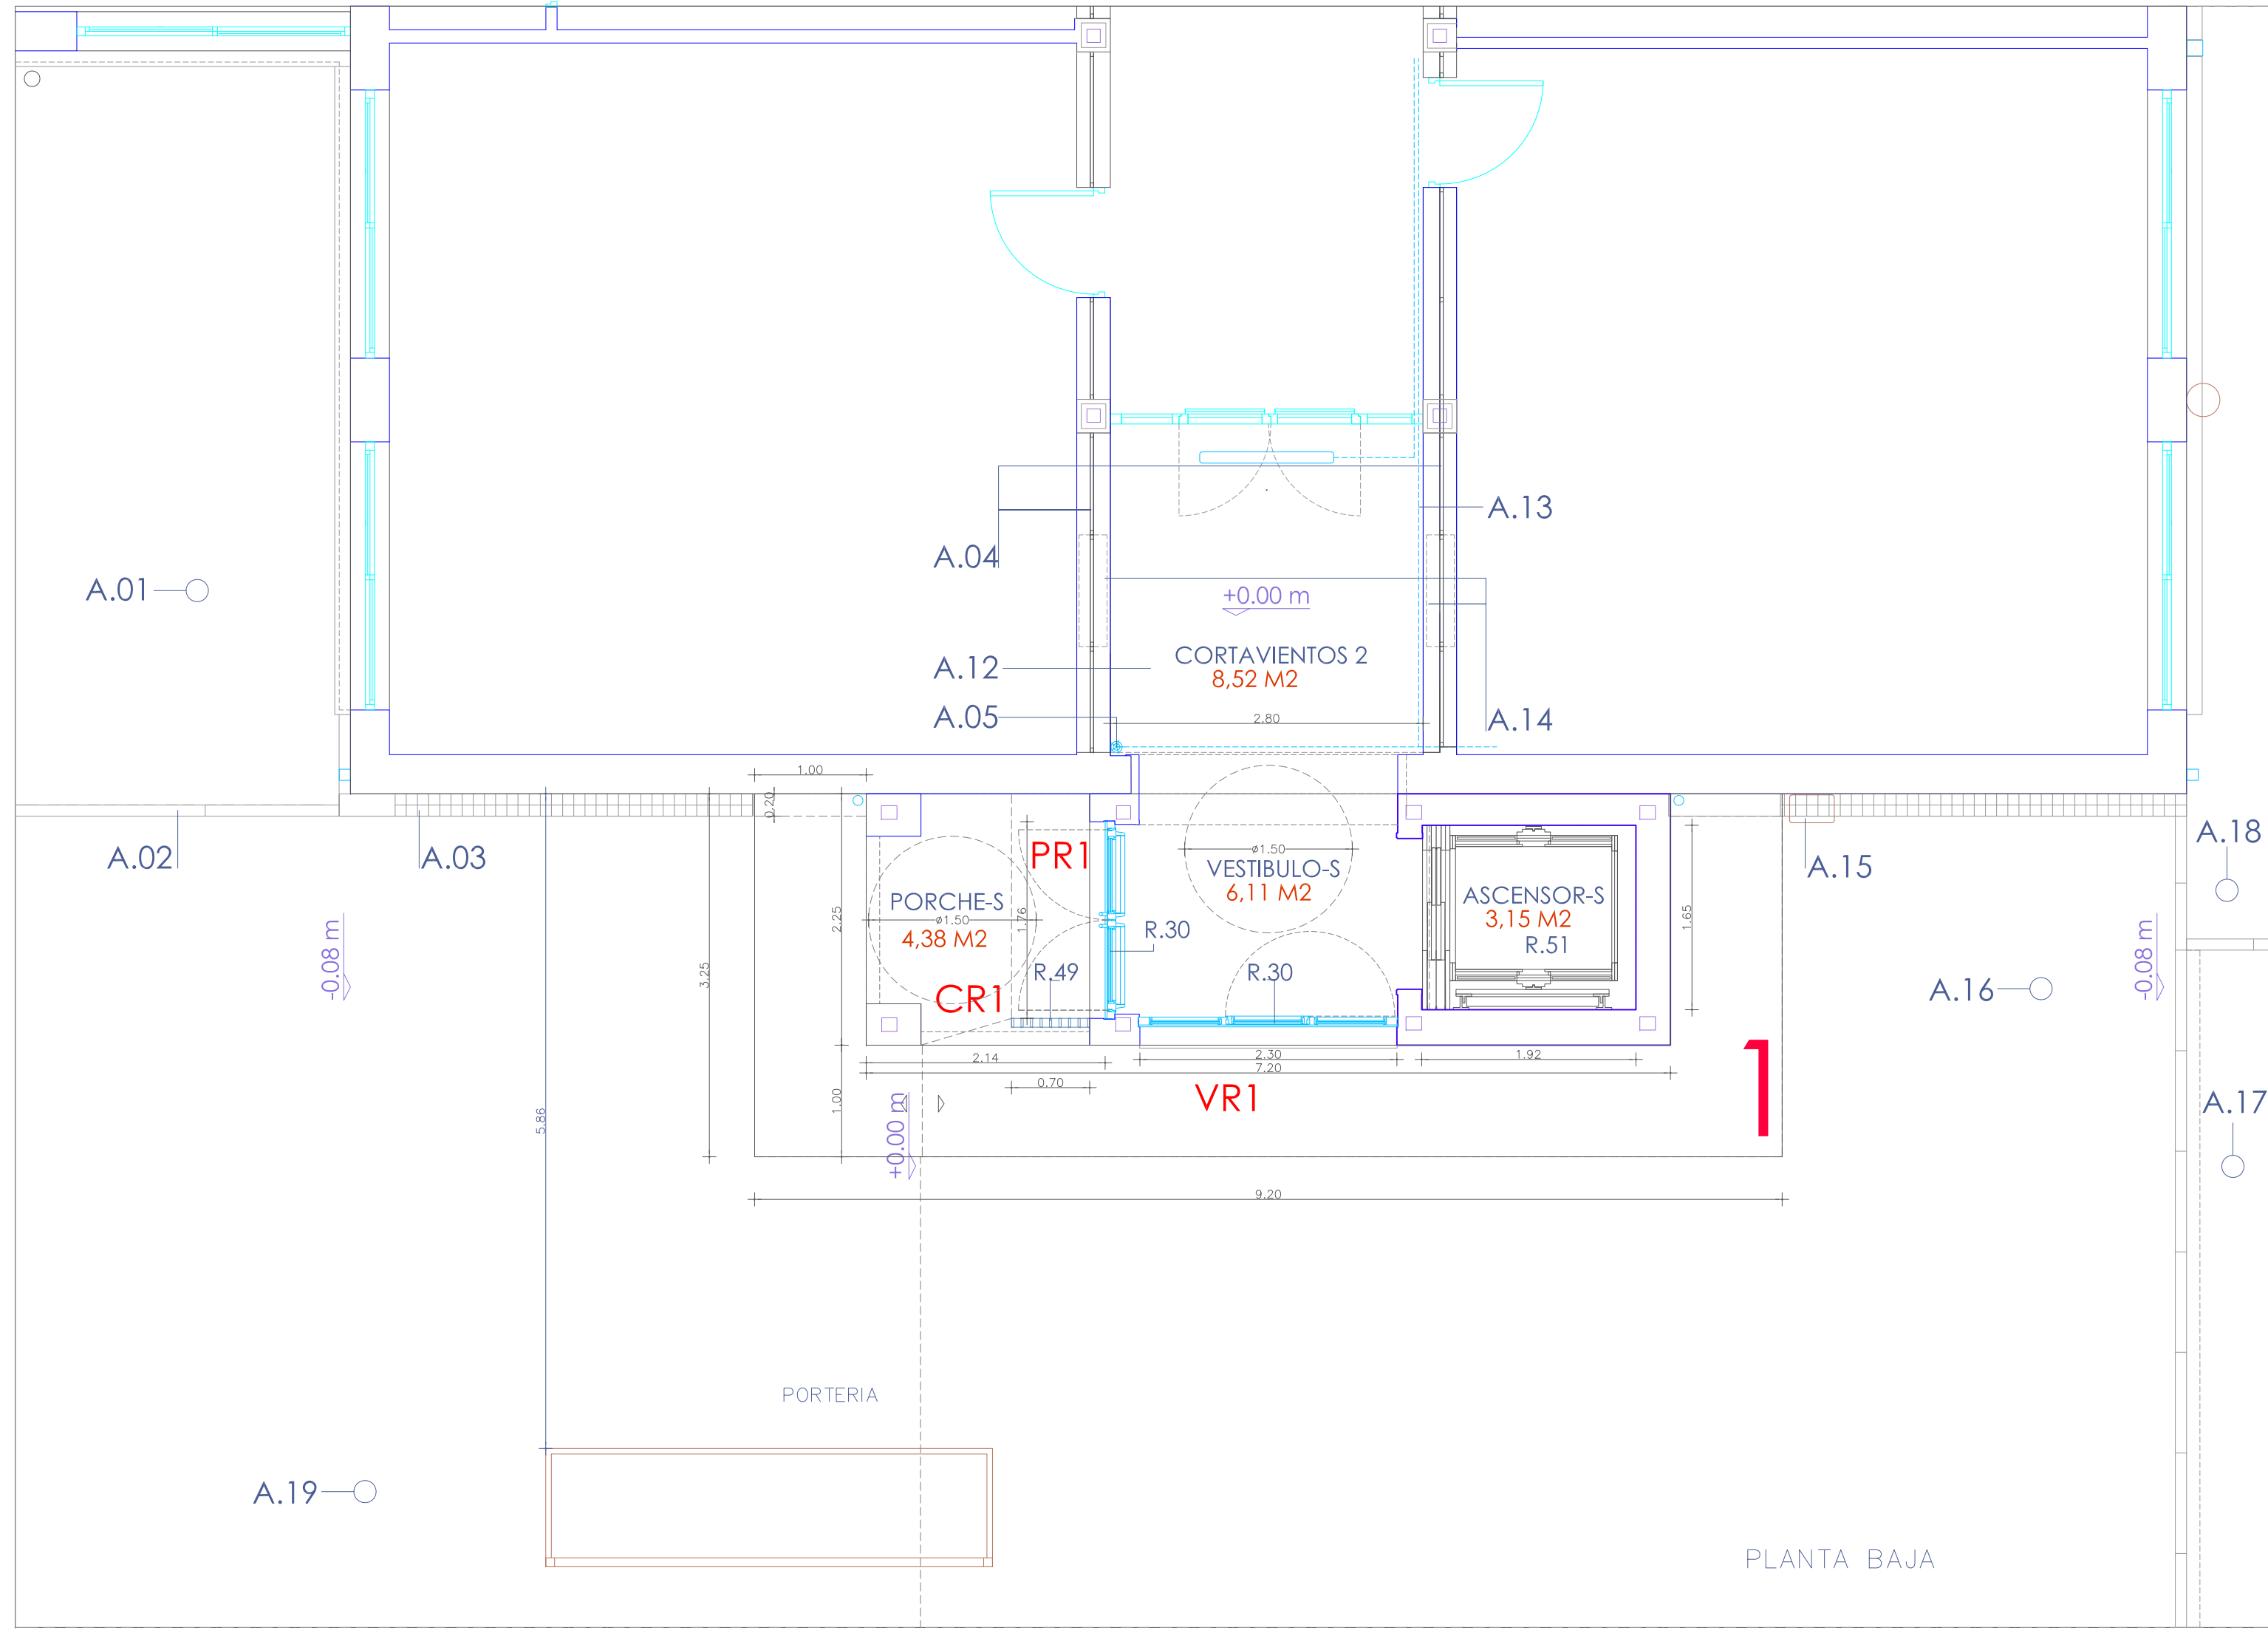 A.13
A.04
A.01
+0.00 m
CORTAVIENTOS 2
8,52 M2
A.12
A.05
2.80
A.14
1.00
0.20
A.02
A.03
PR1
ø1.50
VESTIBULO-S
6,11 M2
A.15
A.18
PORCHE-S
ø1.50
4,38 M2
1.76
2.25
ASCENSOR-S
3,15 M2
R.51
1.65
R.30
R.30
R.49
CR1
-0.08 m
3.25
A.16
-0.08 m
2.14
2.30
1.92
7.20
0.70
1.00
VR1
1
+0.00 m
5.86
A.17
9.20
PORTERIA
A.19
PLANTA BAJA